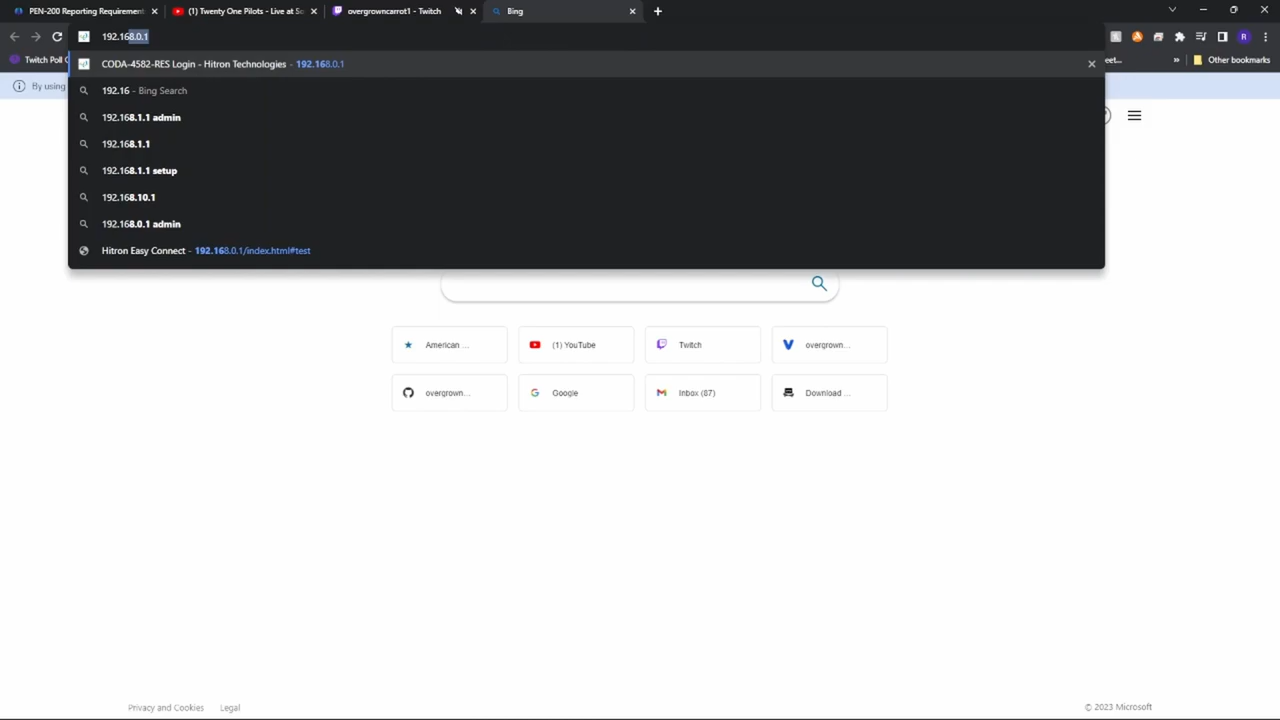 PEN-200 Reporting Requirement
(1) Twenty One Pilots - Live at So
overgrowncarrot1 - Twitch
Bing
192.168.0.1
Twitch Poll
Other bookmarks
CODA-4582-RES Login - Hitron Technologies - 192.168.0.1
192.16 - Bing Search
By using
192.168.1.1 admin
192.168.1.1
192.168.1.1 setup
192.168.10.1
192.168.0.1 admin
Hitron Easy Connect - 192.168.0.1/index.html#test
American ...
(1) YouTube
Twitch
overgrown...
overgrown...
Google
Inbox (87)
Download ...
Privacy and Cookies
Legal
© 2023 Microsoft